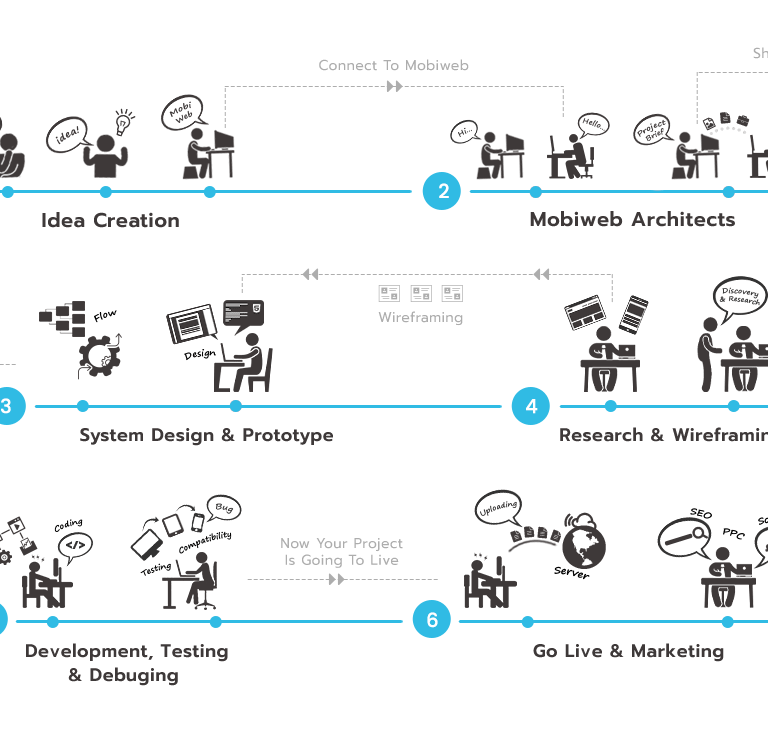 Connect To Mobiweb
Sh
idea!
Mobi
Web
Hi...
Hello..
Project
Brief
2
Idea Creation
Mobiweb Architects
Flow
Design
Wireframing
Discovery
& Research
3
4
System Design & Prototype
Research & Wireframin
Coding
</>
Bug
Compatibility
Testing
Now Your Project
Is Going To Live
Uploading
Server
SEO
PPC
So
6
Development, Testing
& Debuging
Go Live & Marketing